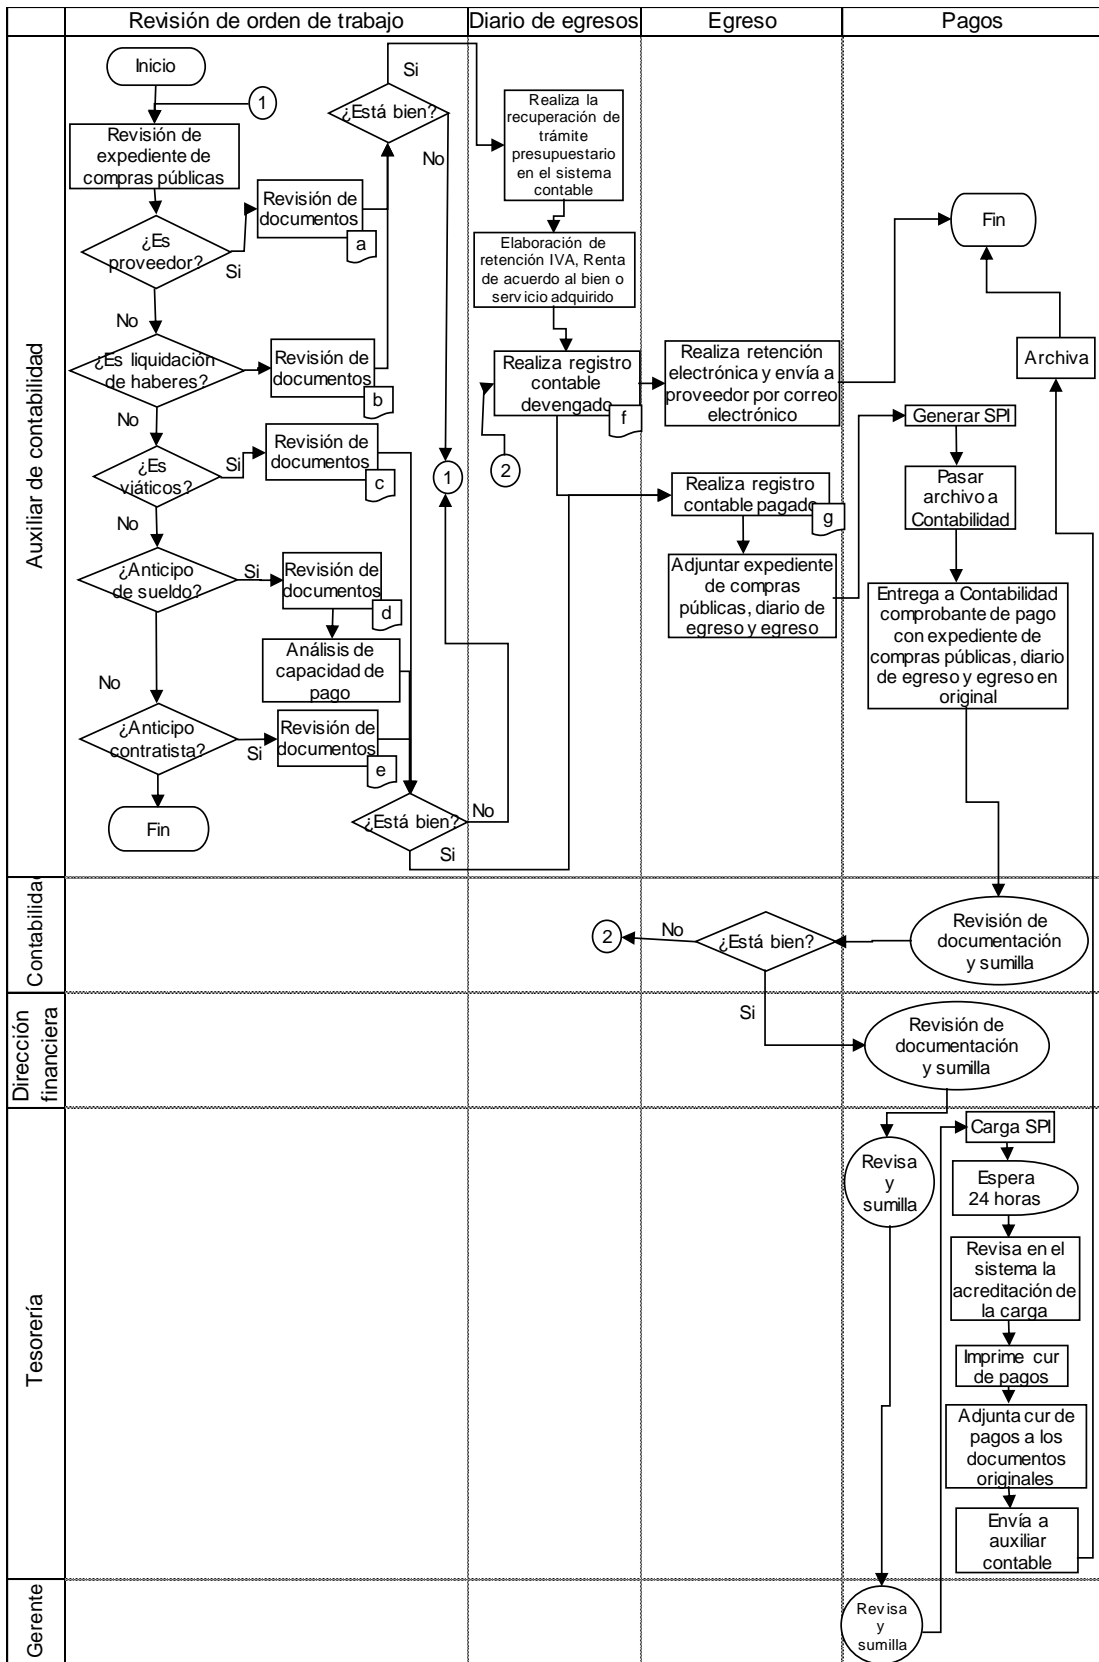 Revisión de orden de trabajo
Diario de egresos
Egreso
Pagos
Auxiliar de contabilidad
Inicio
1
Revisión de
expediente de
compras públicas
¿Es
proveedor?
Si
Revisión de
documentos
a
No
¿Es liquidación
de haberes?
Revisión de
documentos
b
No
¿Es
viáticos?
Si
Revisión de
documentos
c
No
¿Anticipo
de sueldo?
Si
Revisión de
documentos
d
Análisis de
capacidad de
pago
No
¿Anticipo
contratista?
Si
Revisión de
documentos
e
Fin
¿Está bien?
Si
No
1
¿Está bien?
No
Si
Realiza la
recuperación de
trámite
presupuestario
en el sistema
contable
Elaboración de
retención IVA, Renta
de acuerdo al bien o
servicio adquirido
Realiza registro
contable
devengado
f
2
Realiza retención
electrónica y envía a
proveedor por correo
electrónico
Realiza registro
contable pagado
g
Adjuntar expediente
de compras
públicas, diario de
egreso y egreso
Fin
Archiva
Generar SPI
Pasar
archivo a
Contabilidad
Entrega a Contabilidad
comprobante de pago
con expediente de
compras públicas, diario
de egreso y egreso en
original
Contabilidad
2
No
¿Está bien?
Si
Revisión de
documentación
y sumilla
Dirección
financiera
Revisión de
documentación
y sumilla
Tesorería
Revisa
y
sumilla
Carga SPI
Espera
24 horas
Revisa en el
sistema la
acreditación de
la carga
Imprime cur
de pagos
Adjunta cur de
pagos a los
documentos
originales
Envía a
auxiliar
contable
Gerente
Revisa
y
sumilla